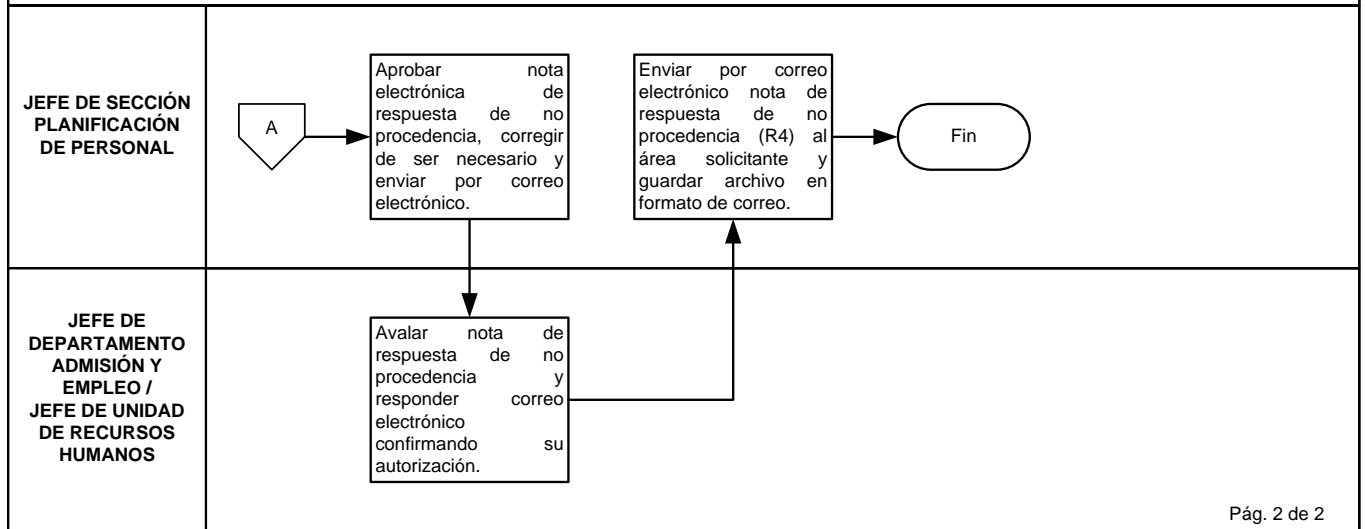 JEFE DE SECCIÓN
PLANIFICACIÓN
DE PERSONAL
A
Aprobar nota
electrónica de
respuesta de no
procedencia, corregir
de ser necesario y
enviar por correo
electrónico.
Enviar por correo
electrónico nota de
respuesta de no
procedencia (R4) al
área solicitante y
guardar archivo en
formato de correo.
Fin
JEFE DE
DEPARTAMENTO
ADMISIÓN Y
EMPLEO /
JEFE DE UNIDAD
DE RECURSOS
HUMANOS
Avalar nota de
respuesta de no
procedencia y
responder correo
electrónico
confirmando su
autorización.
Pág. 2 de 2